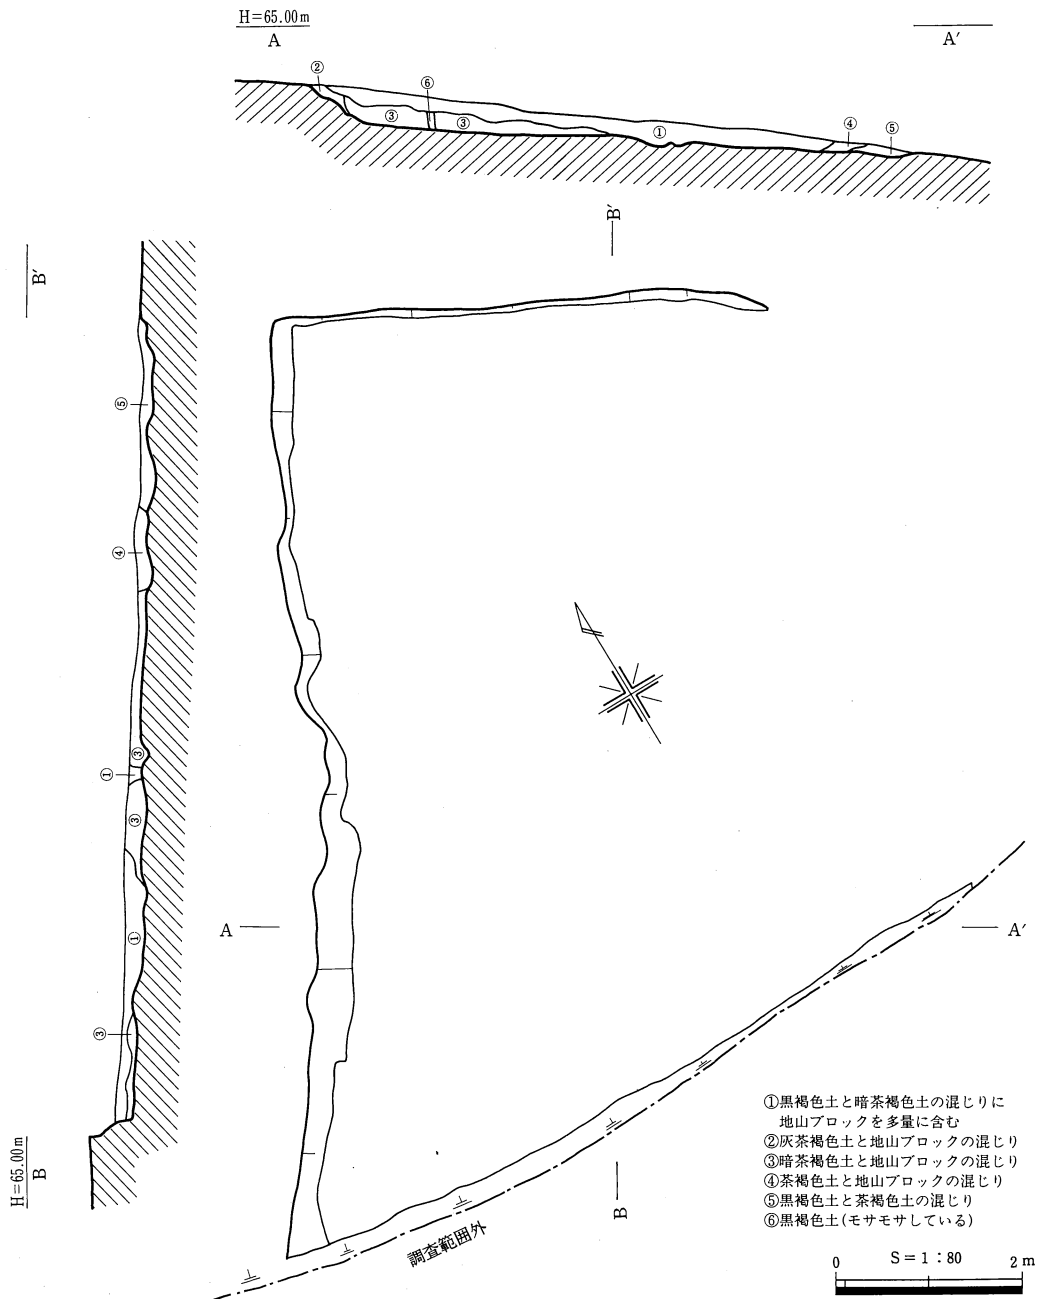 H=65.00m
A
A′
②
⑥
③
③
①
④
⑤
B′
B′
⑤
④
③
①
③
①
③
A
A′
B
H=65.00m
B
調査範囲外
①黒褐色土と暗茶褐色土の混じりに
地山ブロックを多量に含む
②灰茶褐色土と地山ブロックの混じり
③暗茶褐色土と地山ブロックの混じり
④茶褐色土と地山ブロックの混じり
⑤黒褐色土と茶褐色土の混じり
⑥黒褐色土(モサモサしている)
0 S=1:80 2m